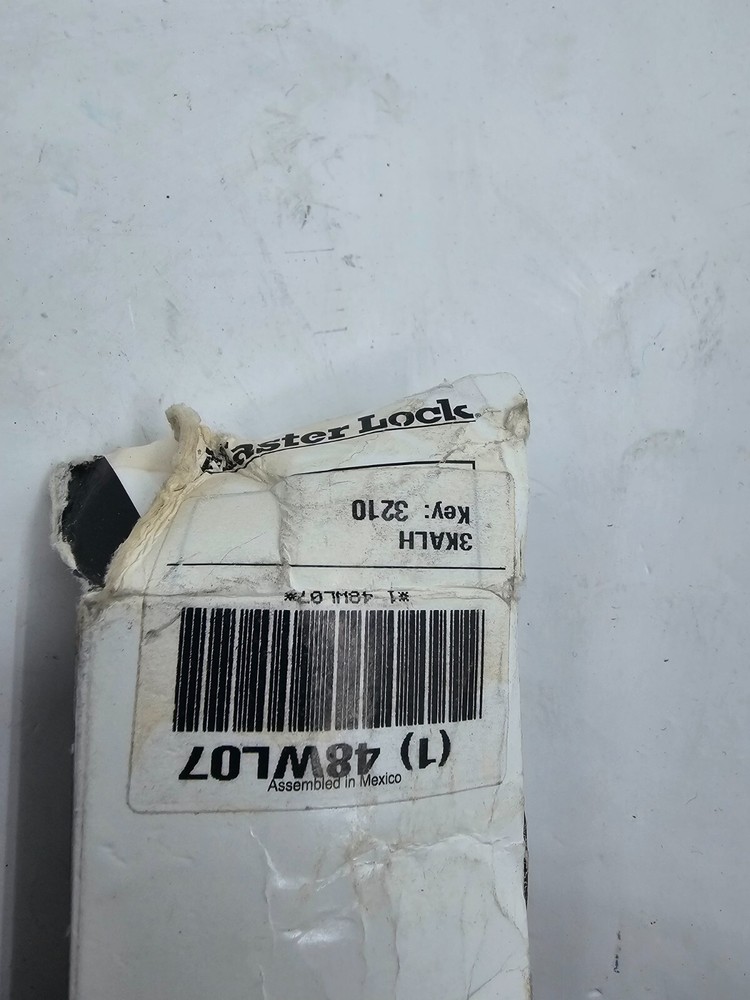 Master Lock
3KALH
Key: 3210
*1 48WL07*
(1) 48WL07
Assembled in Mexico